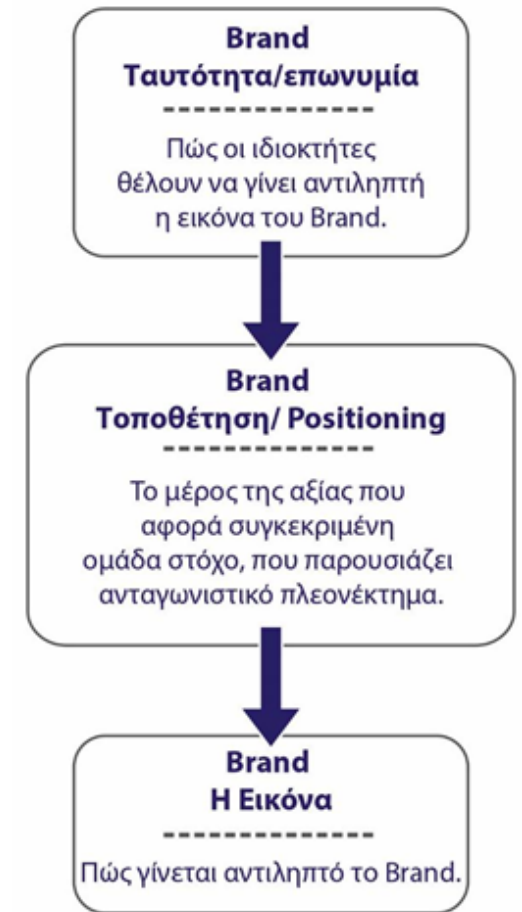 Brand
Ταυτότητα/επωνυμία
Πώς οι ιδιοκτήτες
θέλουν να γίνει αντιληπτή
η εικόνα του Brand.
Brand
Τοποθέτηση/ Positioning
Το μέρος της αξίας που
αφορά συγκεκριμένη
ομάδα στόχο, που παρουσιάζει
ανταγωνιστικό πλεονέκτημα.
Brand
Η Εικόνα
Πώς γίνεται αντιληπτό το Brand.